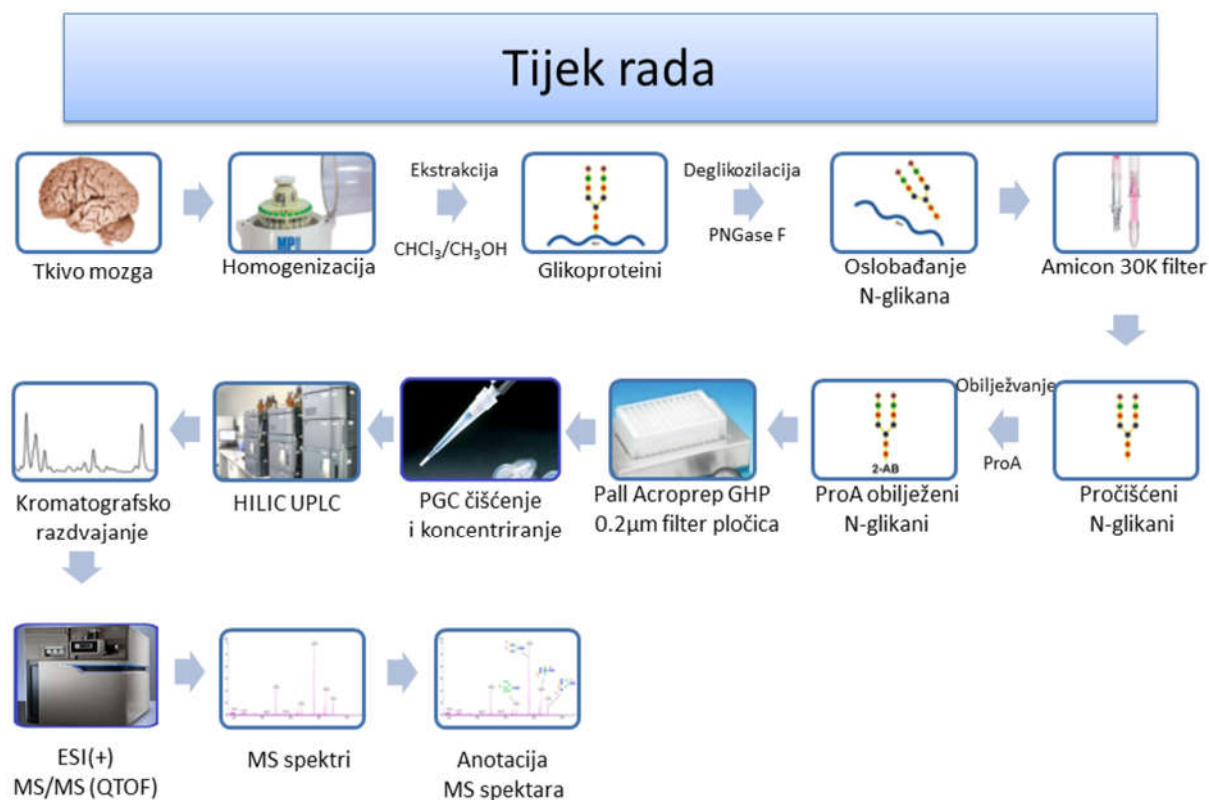 Tijek rada
Ekstrakcija
CHCl₃/CH₃OH
Deglikozilacija
PNGase F
MP
Tkivo mozga
Homogenizacija
Glikoproteini
Oslobađanje
N-glikana
Amicon 30K filter
Obilježvanje
ProA
2-AB
Kromatografsko
razdvajanje
HILIC UPLC
PGC čišćenje
i koncentriranje
Pall Acroprep GHP
0.2µm filter pločica
ProA obilježeni
N-glikani
Pročišćeni
N-glikani
ESI(+)
MS/MS (QTOF)
MS spektri
Anotacija
MS spektara